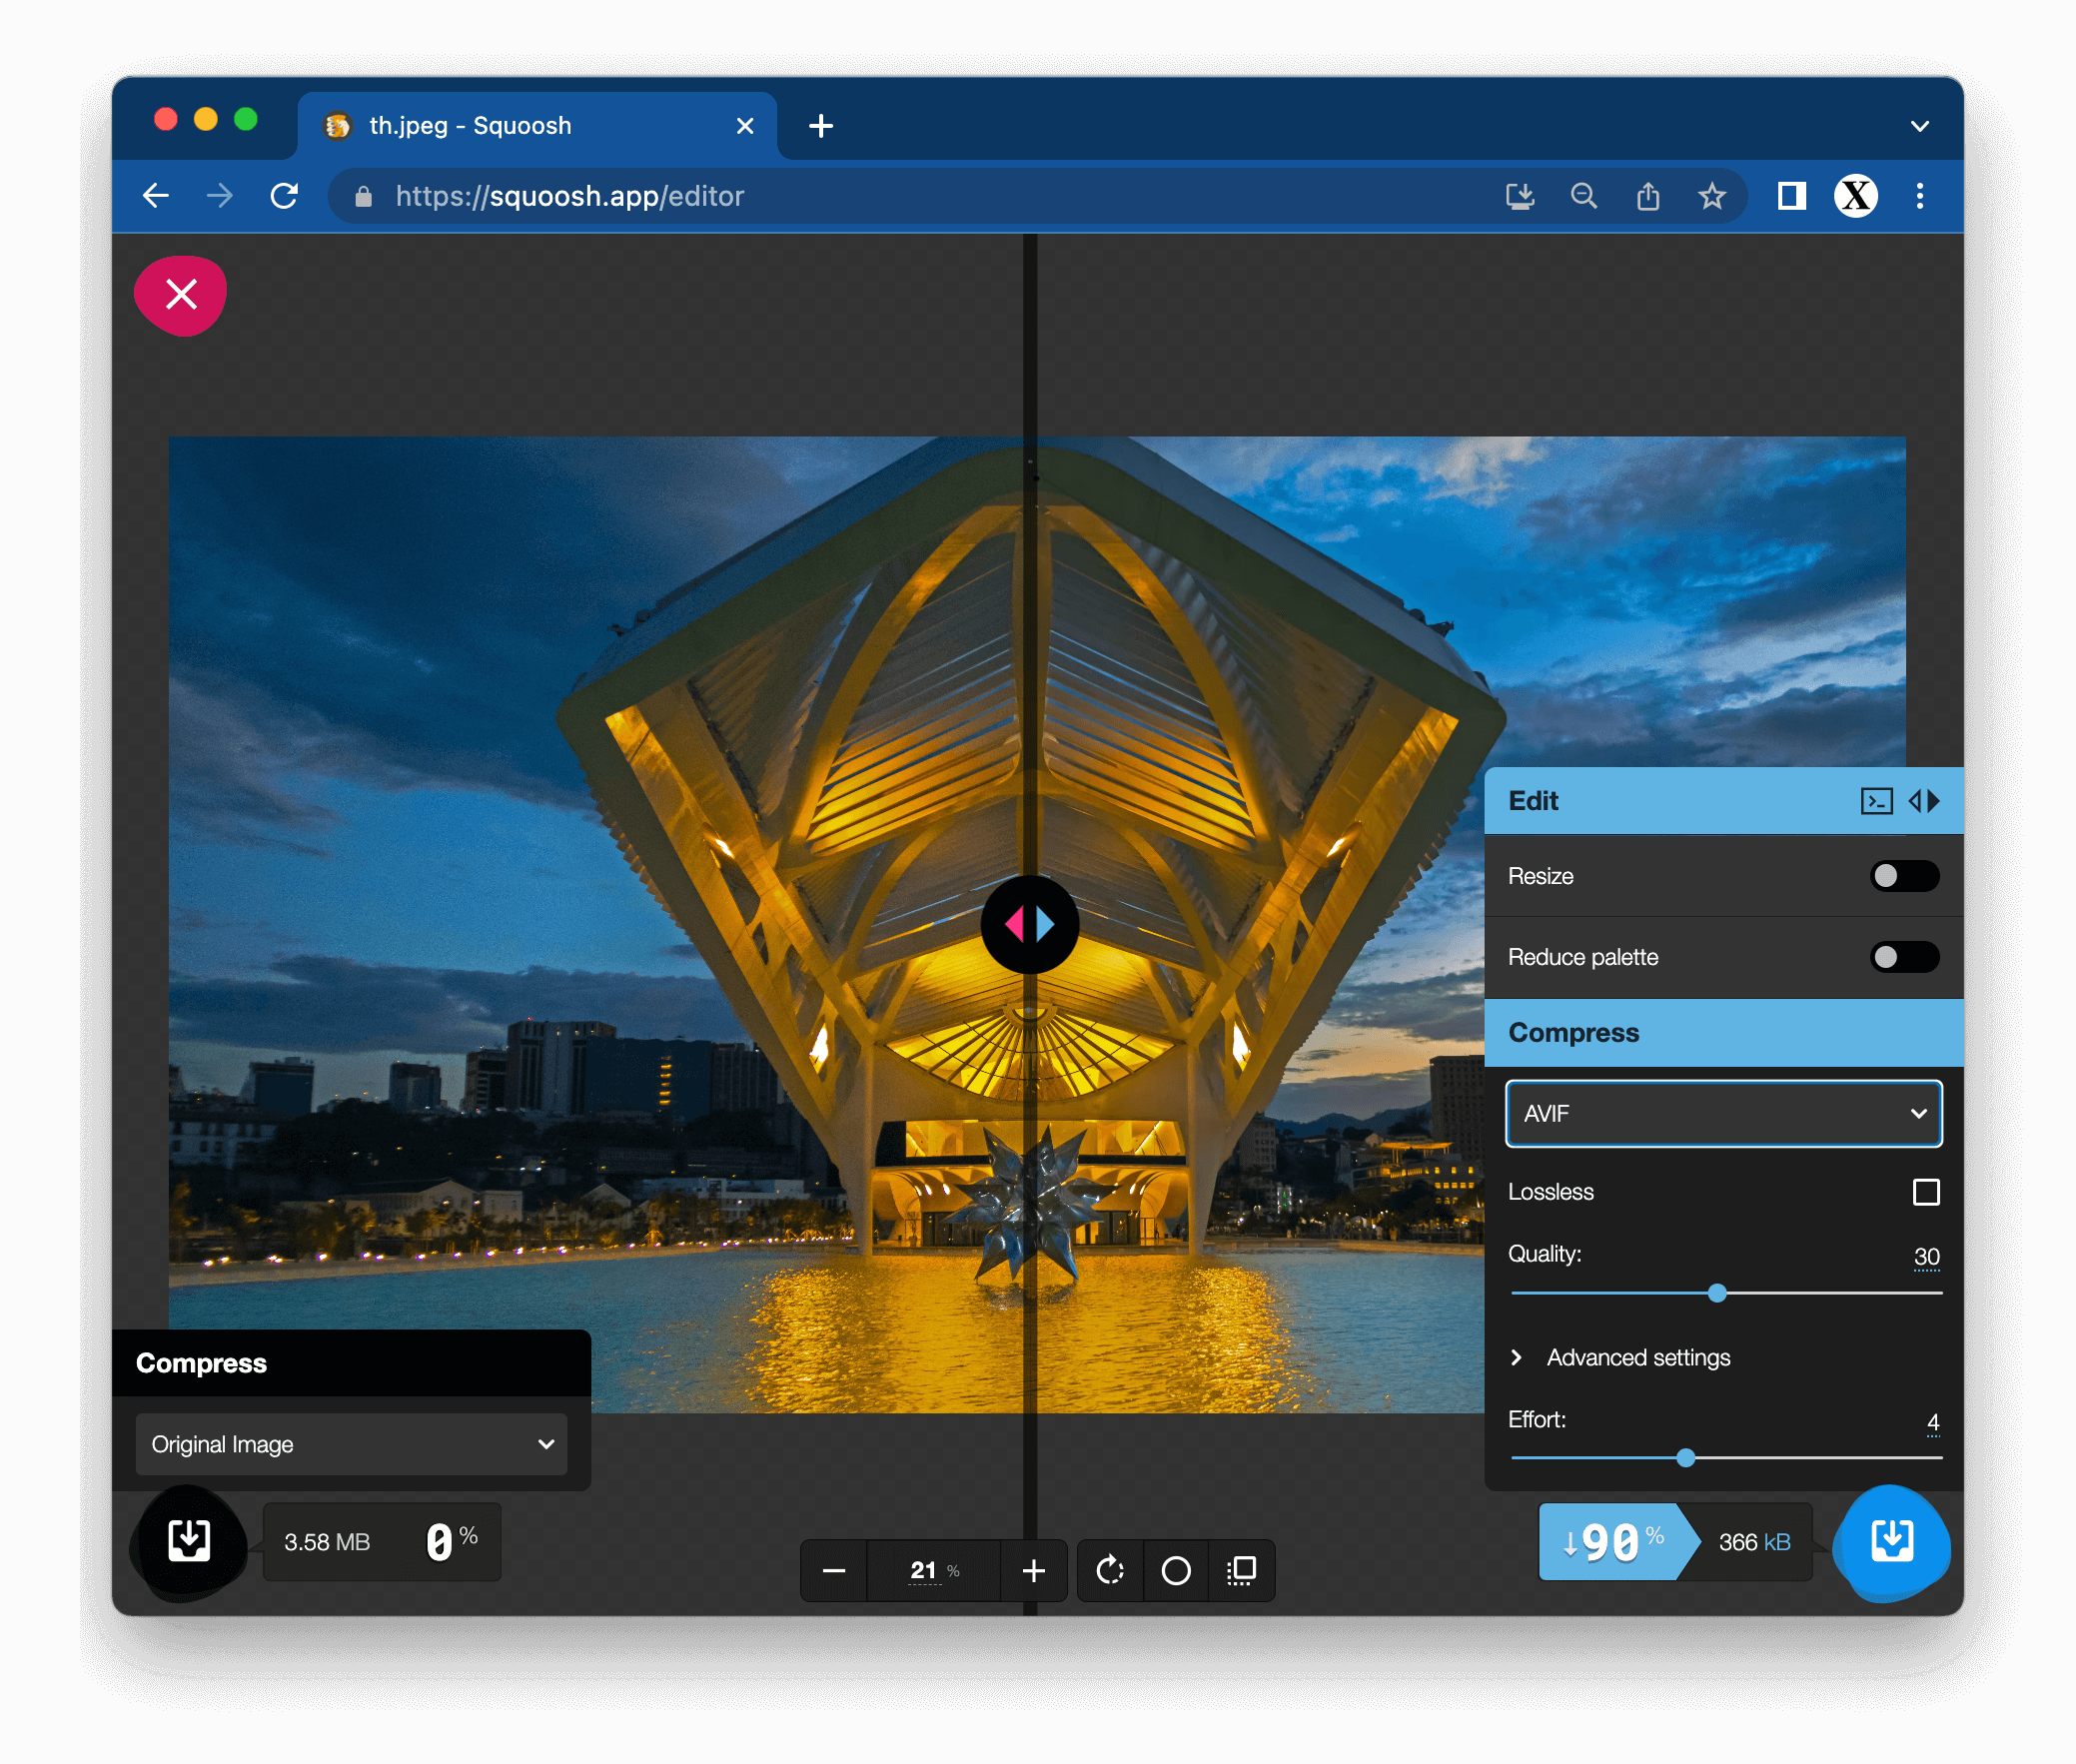 th.jpeg - Squoosh
https://squoosh.app/editor
X
Edit
Resize
Reduce palette
Compress
AVIF
Lossless
Quality:
30
Advanced settings
Effort:
4
Compress
Original Image
3.58 MB
0 %
21 %
↓90 %
366 kB